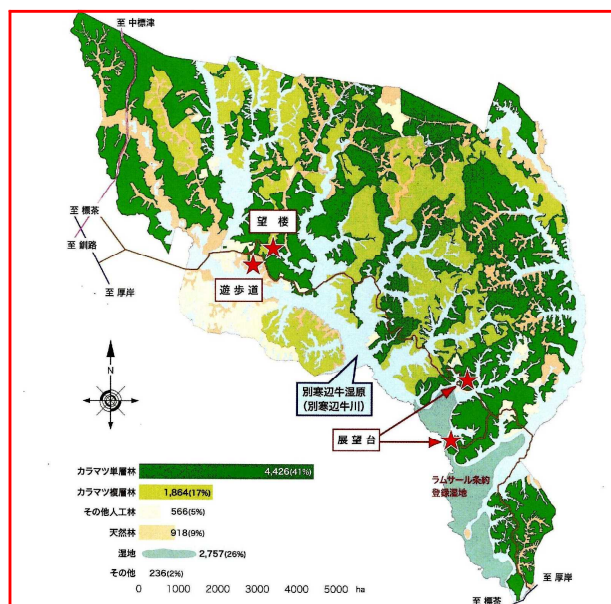 至 中標津
至 標茶
至 釧路
至 厚岸
望 楼
遊歩道
N
別寒辺牛湿原
(別寒辺牛川)
展望台
ラムサール条約
登録湿地
カラマツ単層林 4,426(41%)
カラマツ複層林 1,864(17%)
その他人工林 566(5%)
天然林 918(9%)
湿地 2,757(26%)
その他 236(2%)
0 1000 2000 3000 4000 5000 ha
至 厚岸
至 標茶